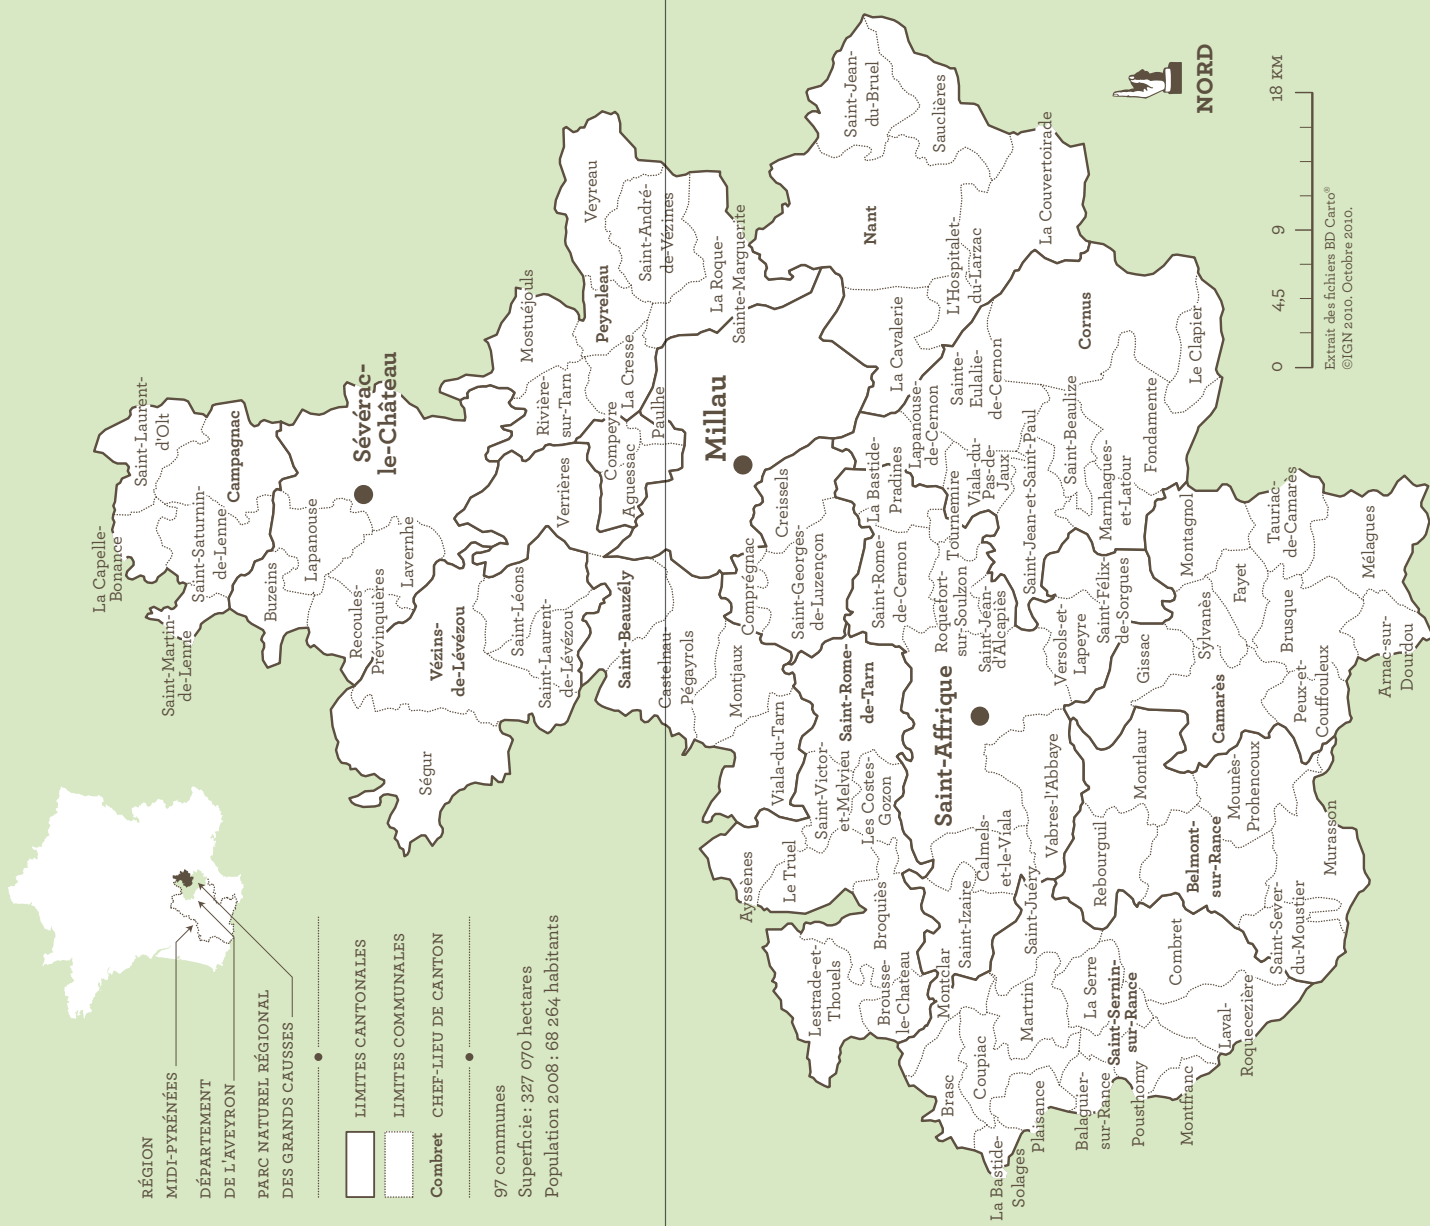 RÉGION
MIDI-PYRÉNÉES
DÉPARTEMENT
DE L'AVEYRON
PARC NATUREL RÉGIONAL
DES GRANDS CAUSSES
LIMITES CANTONALES
LIMITES COMMUNALES
Combret CHEF-LIEU DE CANTON
97 communes
Superficie : 327 070 hectares
Population 2008 : 68 264 habitants
La Capelle-
Bonance
Saint-Laurent-
d'Olt
Saint-Martin-
de-Lenne
Saint-Saturnin-
de-Lenne
Campagnac
Buzeins
Lapanouse
Sévérac-
le-Château
Recoules-
Prévinquières
Lavernhe
Ségur
Vézins-
de-Lévézou
Saint-Léons
Saint-Laurent-
de-Lévézou
Verrières
Mostuéjouls
Rivière-
sur-Tarn
Veyreau
Peyreleau
Saint-André-
de-Vézines
La Cresse
Compeyre
Aguessac
Paulhe
La Roque-
Sainte-Marguerite
Saint-Beauzély
Castelnau-
Pégayrols
Millau
Montjaux
Comprégnac
Creissels
Viala-du-Tarn
Saint-Georges-
de-Luzençon
Ayssènes
Le Truel
Saint-Victor-
et-Melvieu
Saint-Rome-
de-Tarn
Les Costes-
Gozon
Lestrade-et-
Thouels
Broquiès
Brousse-
le-Chateau
Saint-Jean-
du-Bruel
Sauclières
Nant
La Cavalerie
L'Hospitalet-
du-Larzac
La Couvertoirade
La Bastide-
Pradines
Lapanouse-
de-Cernon
Sainte-
Eulalie-
de-Cernon
Saint-Rome-
de-Cernon
Tournemire
Viala-du-
Pas-de-
Jaux
Roquefort-
sur-Soulzon
Saint-Jean-
d'Alcapiès
Saint-Jean-et-Saint-Paul
Saint-Affrique
Calmels-
et-le-Viala
Vabres-l'Abbaye
Versols-et-
Lapeyre
Saint-Félix-
de-Sorgues
Saint-Beaulize
Marnhagues-
et-Latour
Cornus
Fondamente
Le Clapier
Saint-Izaire
Saint-Juéry
Montclar
Brasc
Coupiac
Martrin
La Bastide-
Solages
Plaisance
Balaguier-
sur-Rance
La Serre
Saint-Sernin-
sur-Rance
Pousthomy
Montfranc
Combret
Laval-
Roquecezière
Rebourguil
Montlaur
Belmont-
sur-Rance
Mounès-
Prohencoux
Saint-Sever-
du-Moustier
Murasson
Gissac
Montagnol
Sylvanès
Fayet
Camarès
Tauriac-
de-Camarès
Brusque
Peux-et-
Couffouleux
Mélagues
Arnac-sur-
Dourdou
NORD
0 4,5 9 18 KM
Extrait des fichiers BD Carto®
©IGN 2010. Octobre 2010.